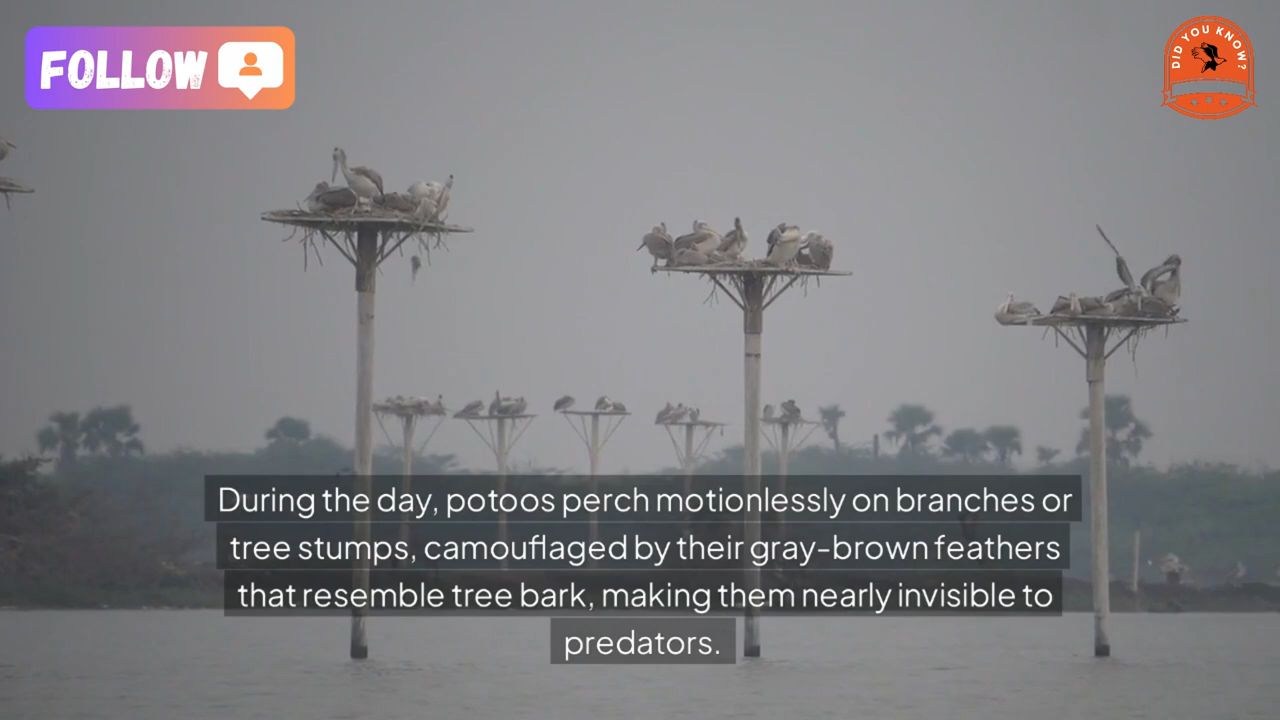 FOLLOW
DID YOU KNOW?
During the day, potoos perch motionlessly on branches or
tree stumps, camouflaged by their gray-brown feathers
that resemble tree bark, making them nearly invisible to
predators.